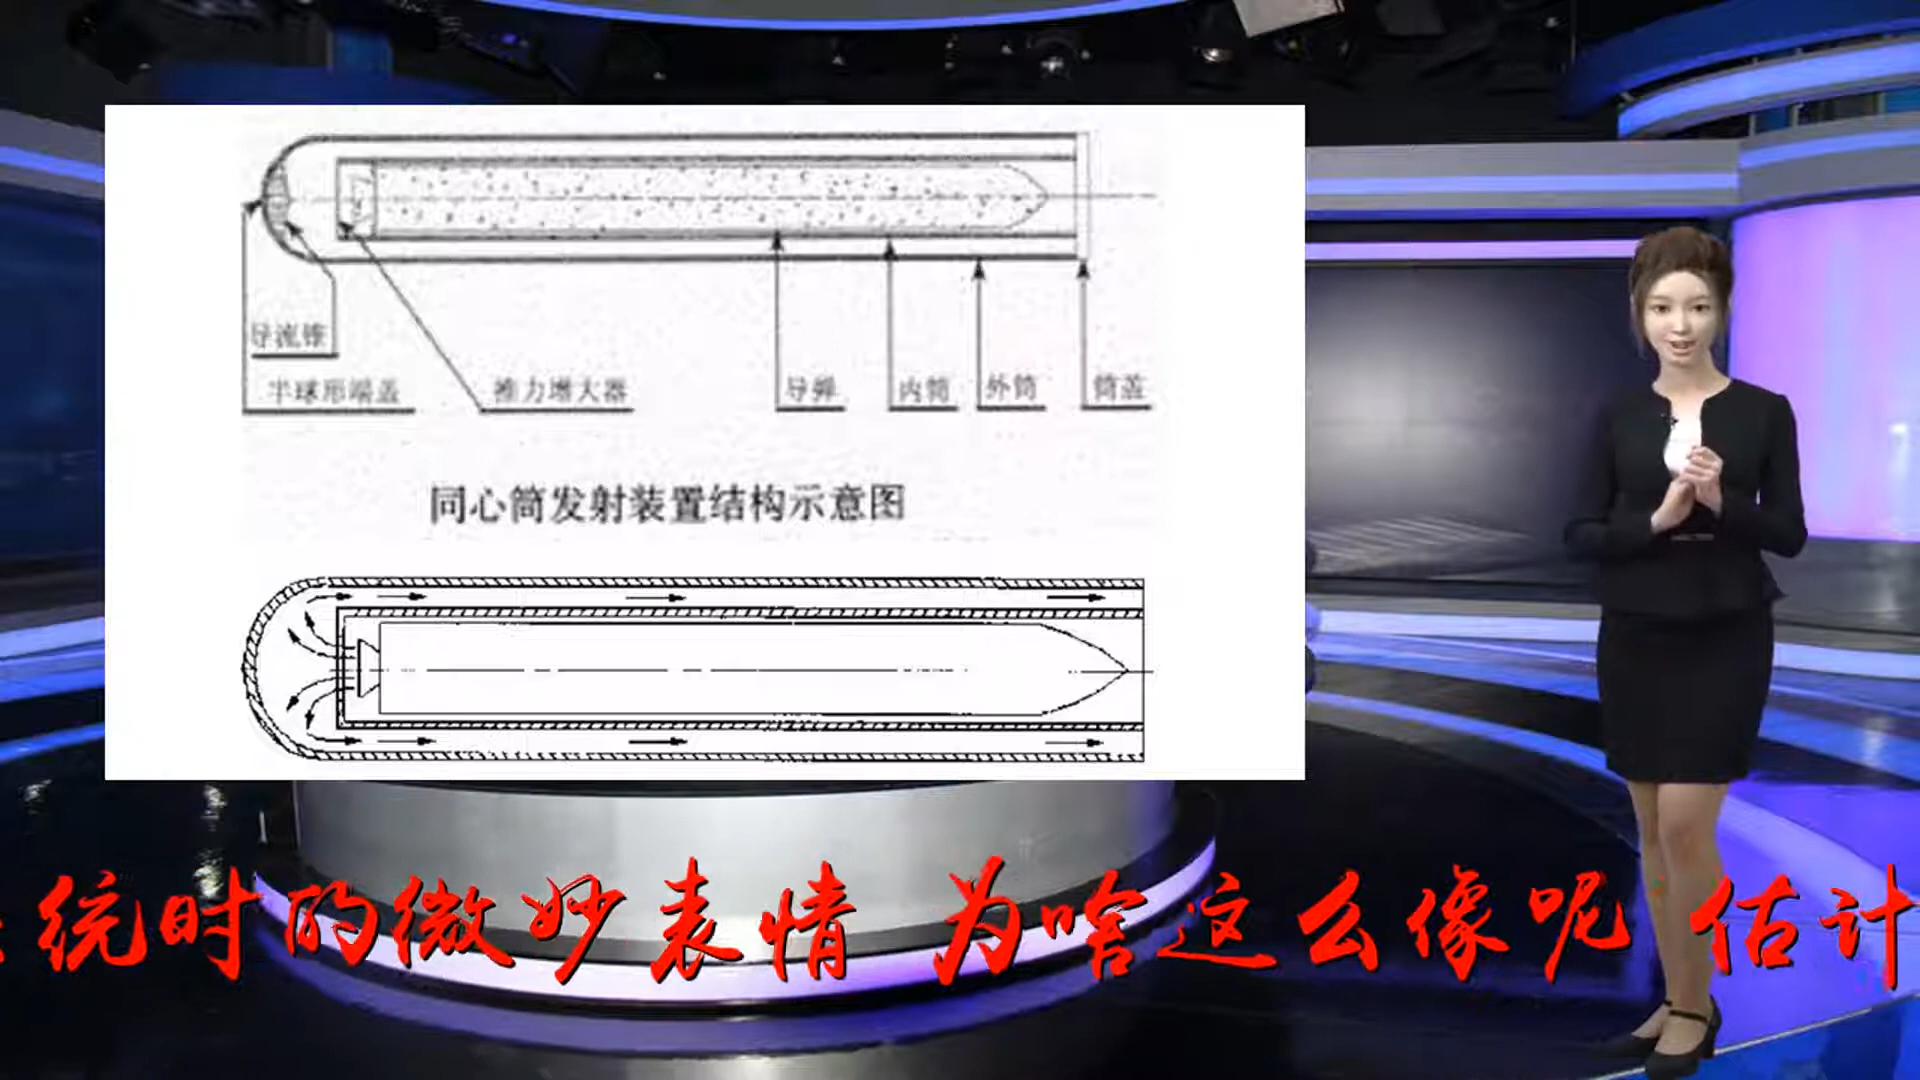 导流锥
半球形端盖
推力增大器
导弹
内筒
外筒
筒盖
同心筒发射装置结构示意图
统时的微妙表情 为啥这么像呢 估计